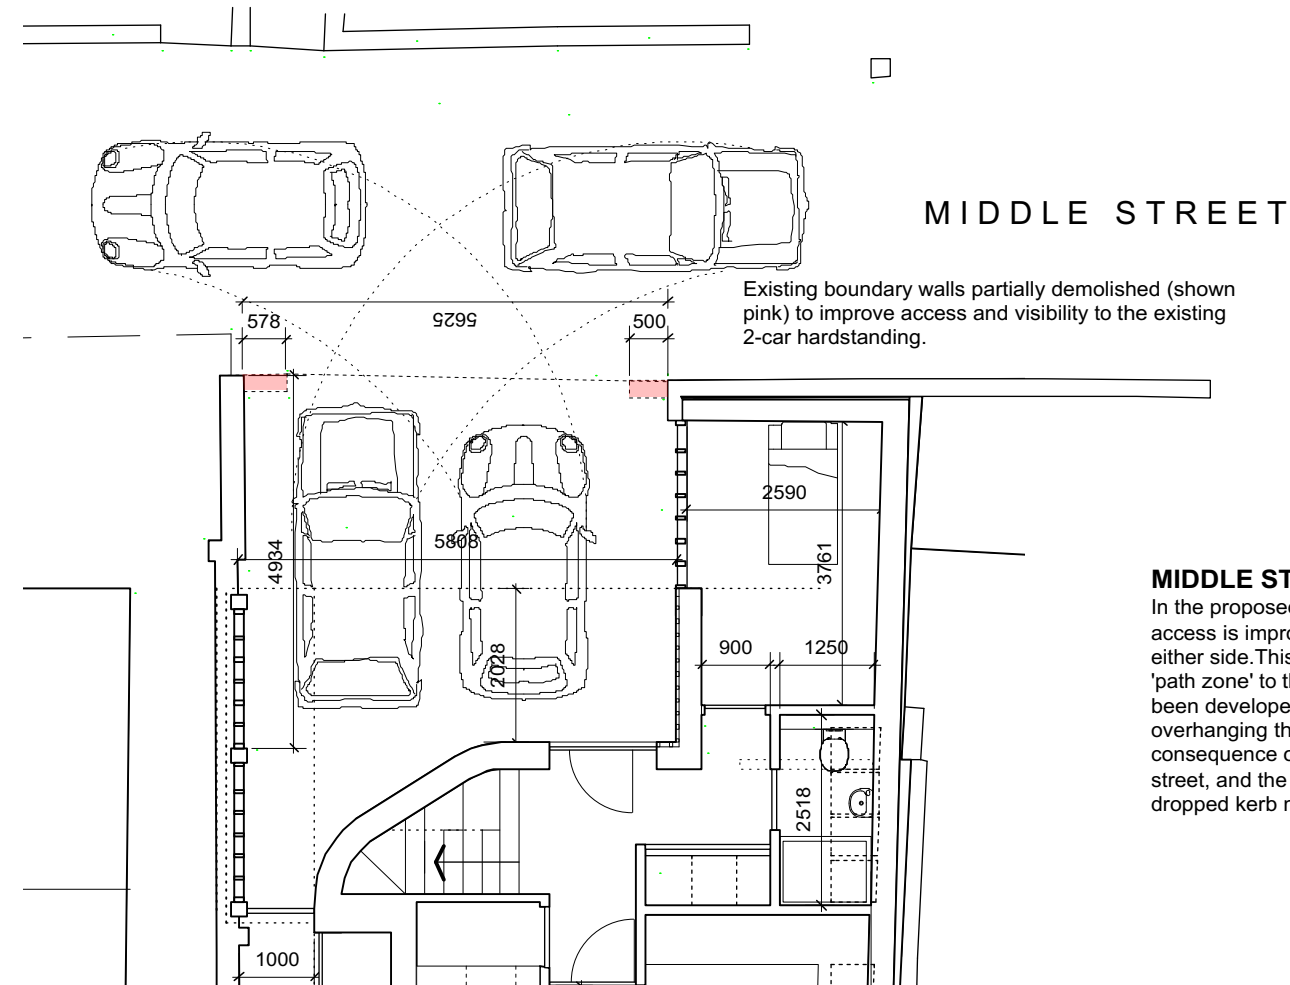 MIDDLE STREET
Existing boundary walls partially demolished (shown
pink) to improve access and visibility to the existing
2-car hardstanding.
578
5625
500
2590
5808
4934
3761
2028
900
1250
2518
1000
MIDDLE ST
In the propose
access is impro
either side.This
'path zone' to th
been develope
overhanging th
consequence o
street, and the
dropped kerb r